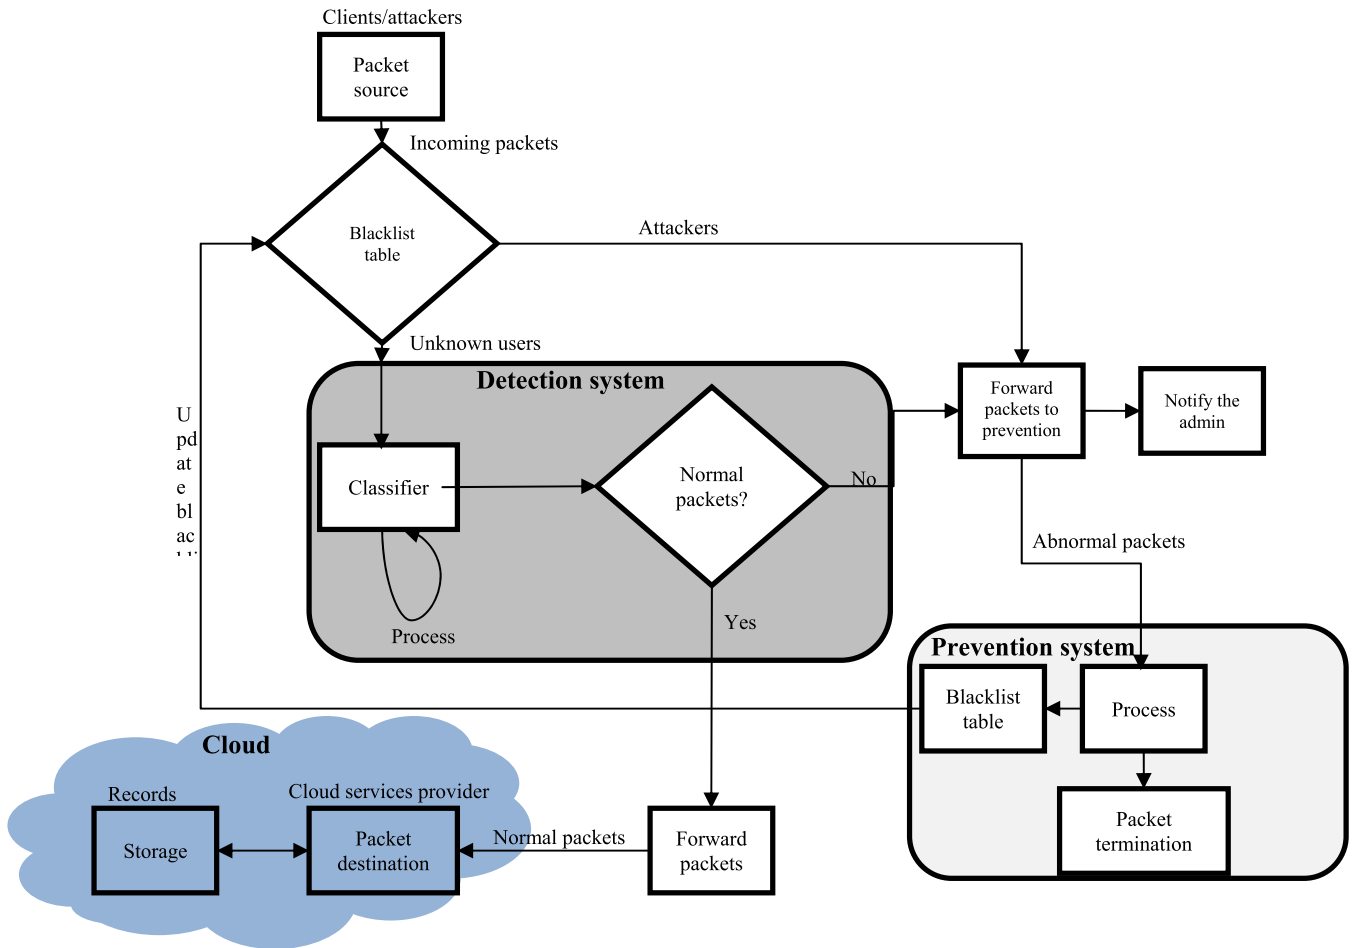 Clients/attackers
Packet
source
Incoming packets
Blacklist
table
Attackers
Unknown users
Detection system
Forward
packets to
prevention
Notify the
admin
U
pd
at
e
bl
ac
Classifier
Normal
packets?
No
Process
Yes
Abnormal packets
Prevention system
Blacklist
table
Process
Packet
termination
Cloud
Records
Storage
Cloud services provider
Packet
destination
Normal packets
Forward
packets